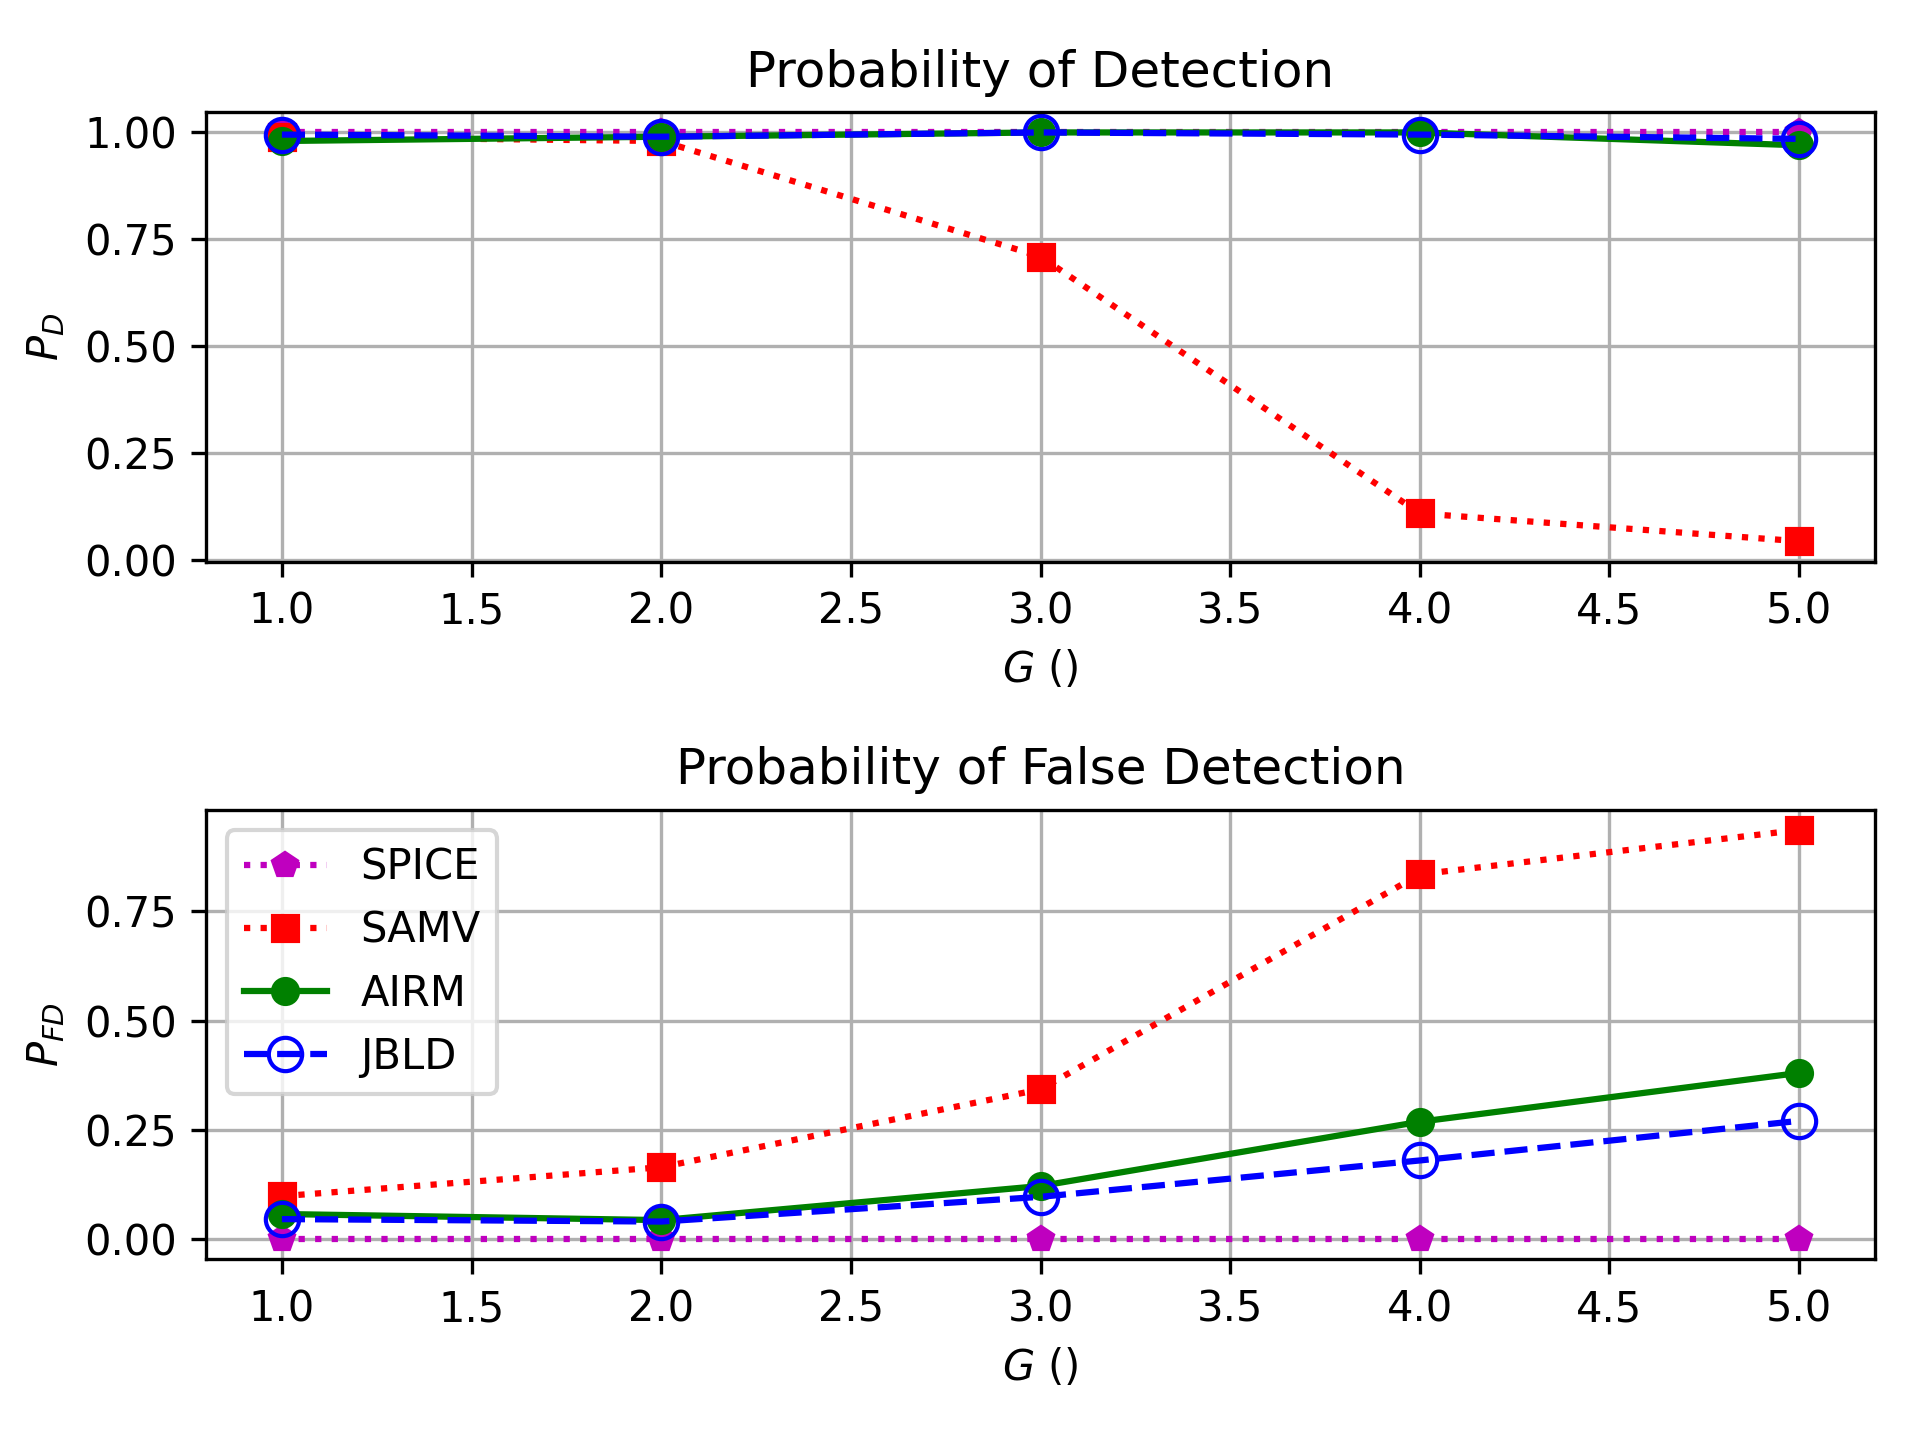 Probability of Detection
1.00
0.75
0.50
0.25
0.00
P_D
1.0 1.5 2.0 2.5 3.0 3.5 4.0 4.5 5.0
G ()
Probability of False Detection
SPICE
SAMV
AIRM
JBLD
0.75
0.50
0.25
0.00
P_FD
1.0 1.5 2.0 2.5 3.0 3.5 4.0 4.5 5.0
G ()